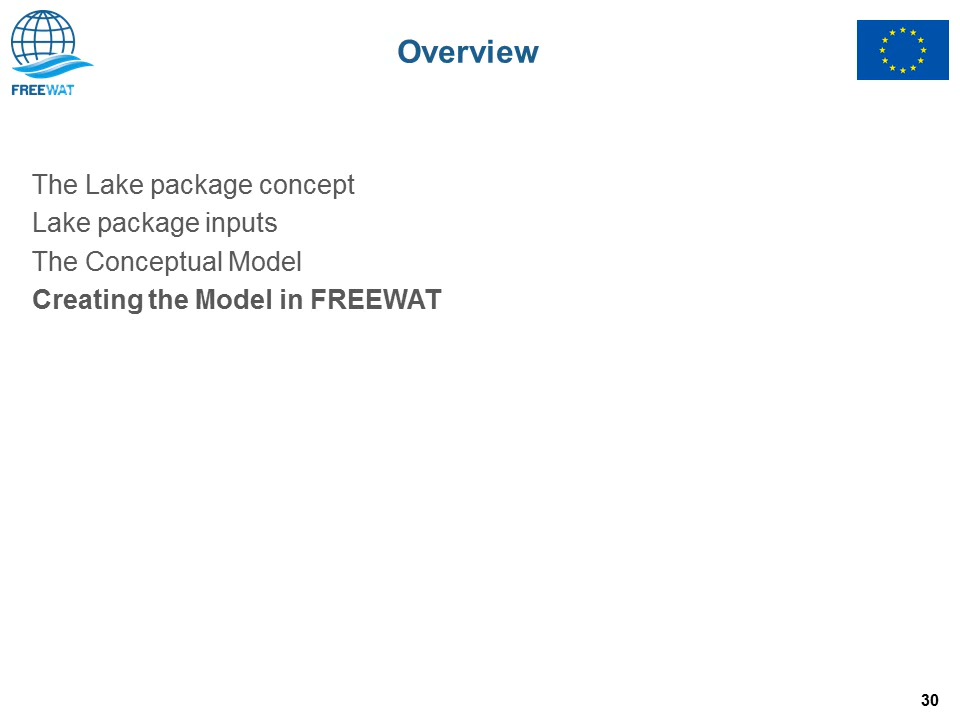 Overview
FREEWAT
The Lake package concept
Lake package inputs
The Conceptual Model
Creating the Model in FREEWAT
30